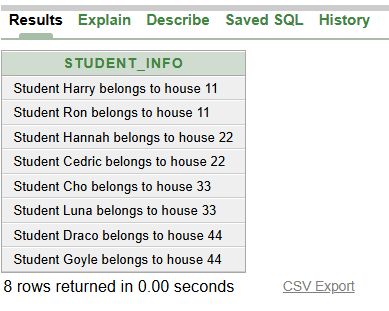 Results Explain Describe Saved SQL History
STUDENT_INFO
Student Harry belongs to house 11
Student Ron belongs to house 11
Student Hannah belongs to house 22
Student Cedric belongs to house 22
Student Cho belongs to house 33
Student Luna belongs to house 33
Student Draco belongs to house 44
Student Goyle belongs to house 44
8 rows returned in 0.00 seconds CSV Export